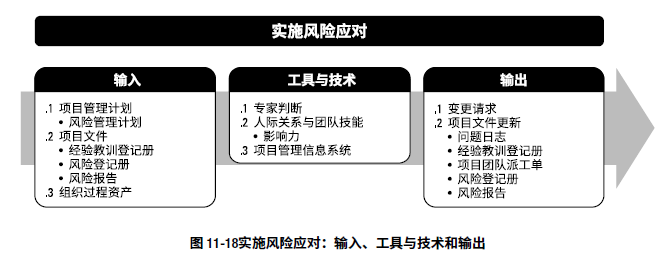 实施风险应对
输入
.1 项目管理计划
• 风险管理计划
.2 项目文件
• 经验教训登记册
• 风险登记册
• 风险报告
.3 组织过程资产
工具与技术
.1 专家判断
.2 人际关系与团队技能
• 影响力
.3 项目管理信息系统
输出
.1 变更请求
.2 项目文件更新
• 问题日志
• 经验教训登记册
• 项目团队派工单
• 风险登记册
• 风险报告
图 11-18实施风险应对：输入、工具与技术和输出